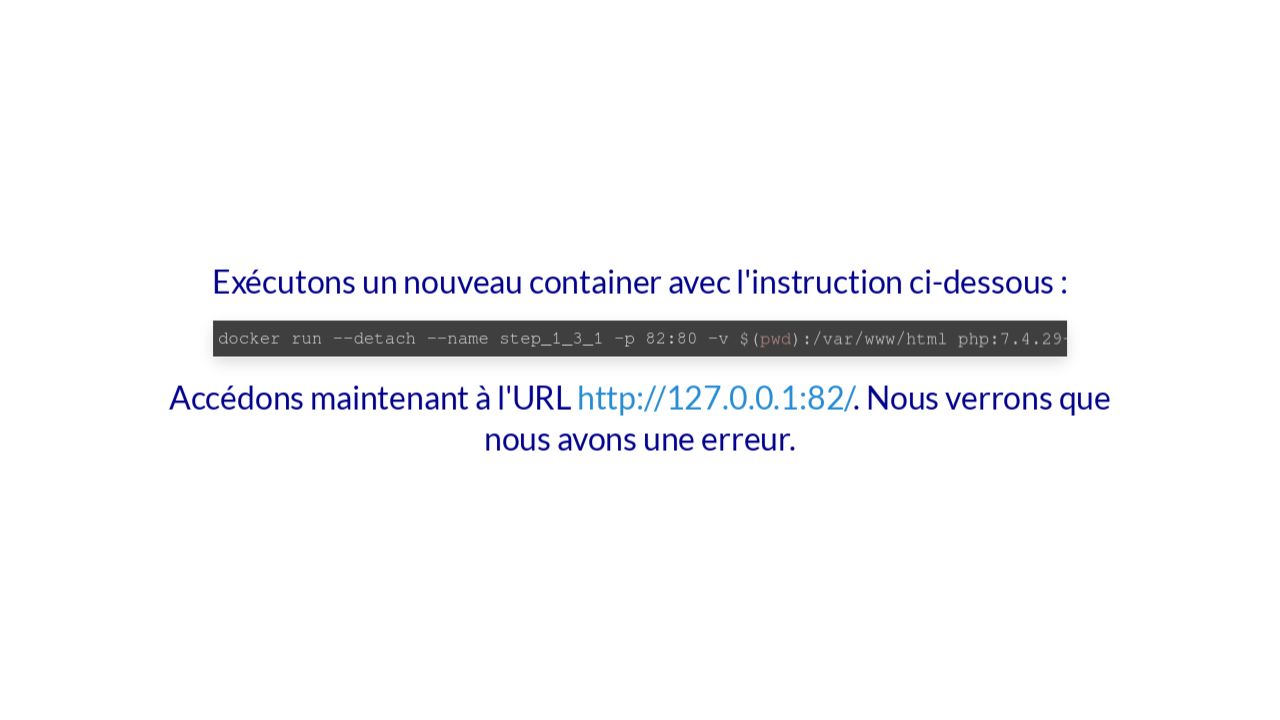 Exécutons un nouveau container avec l'instruction ci-dessous :
docker run --detach --name step_1_3_1 -p 82:80 -v $(pwd):/var/www/html php:7.4.29-
Accédons maintenant à l'URL http://127.0.0.1:82/. Nous verrons que
nous avons une erreur.